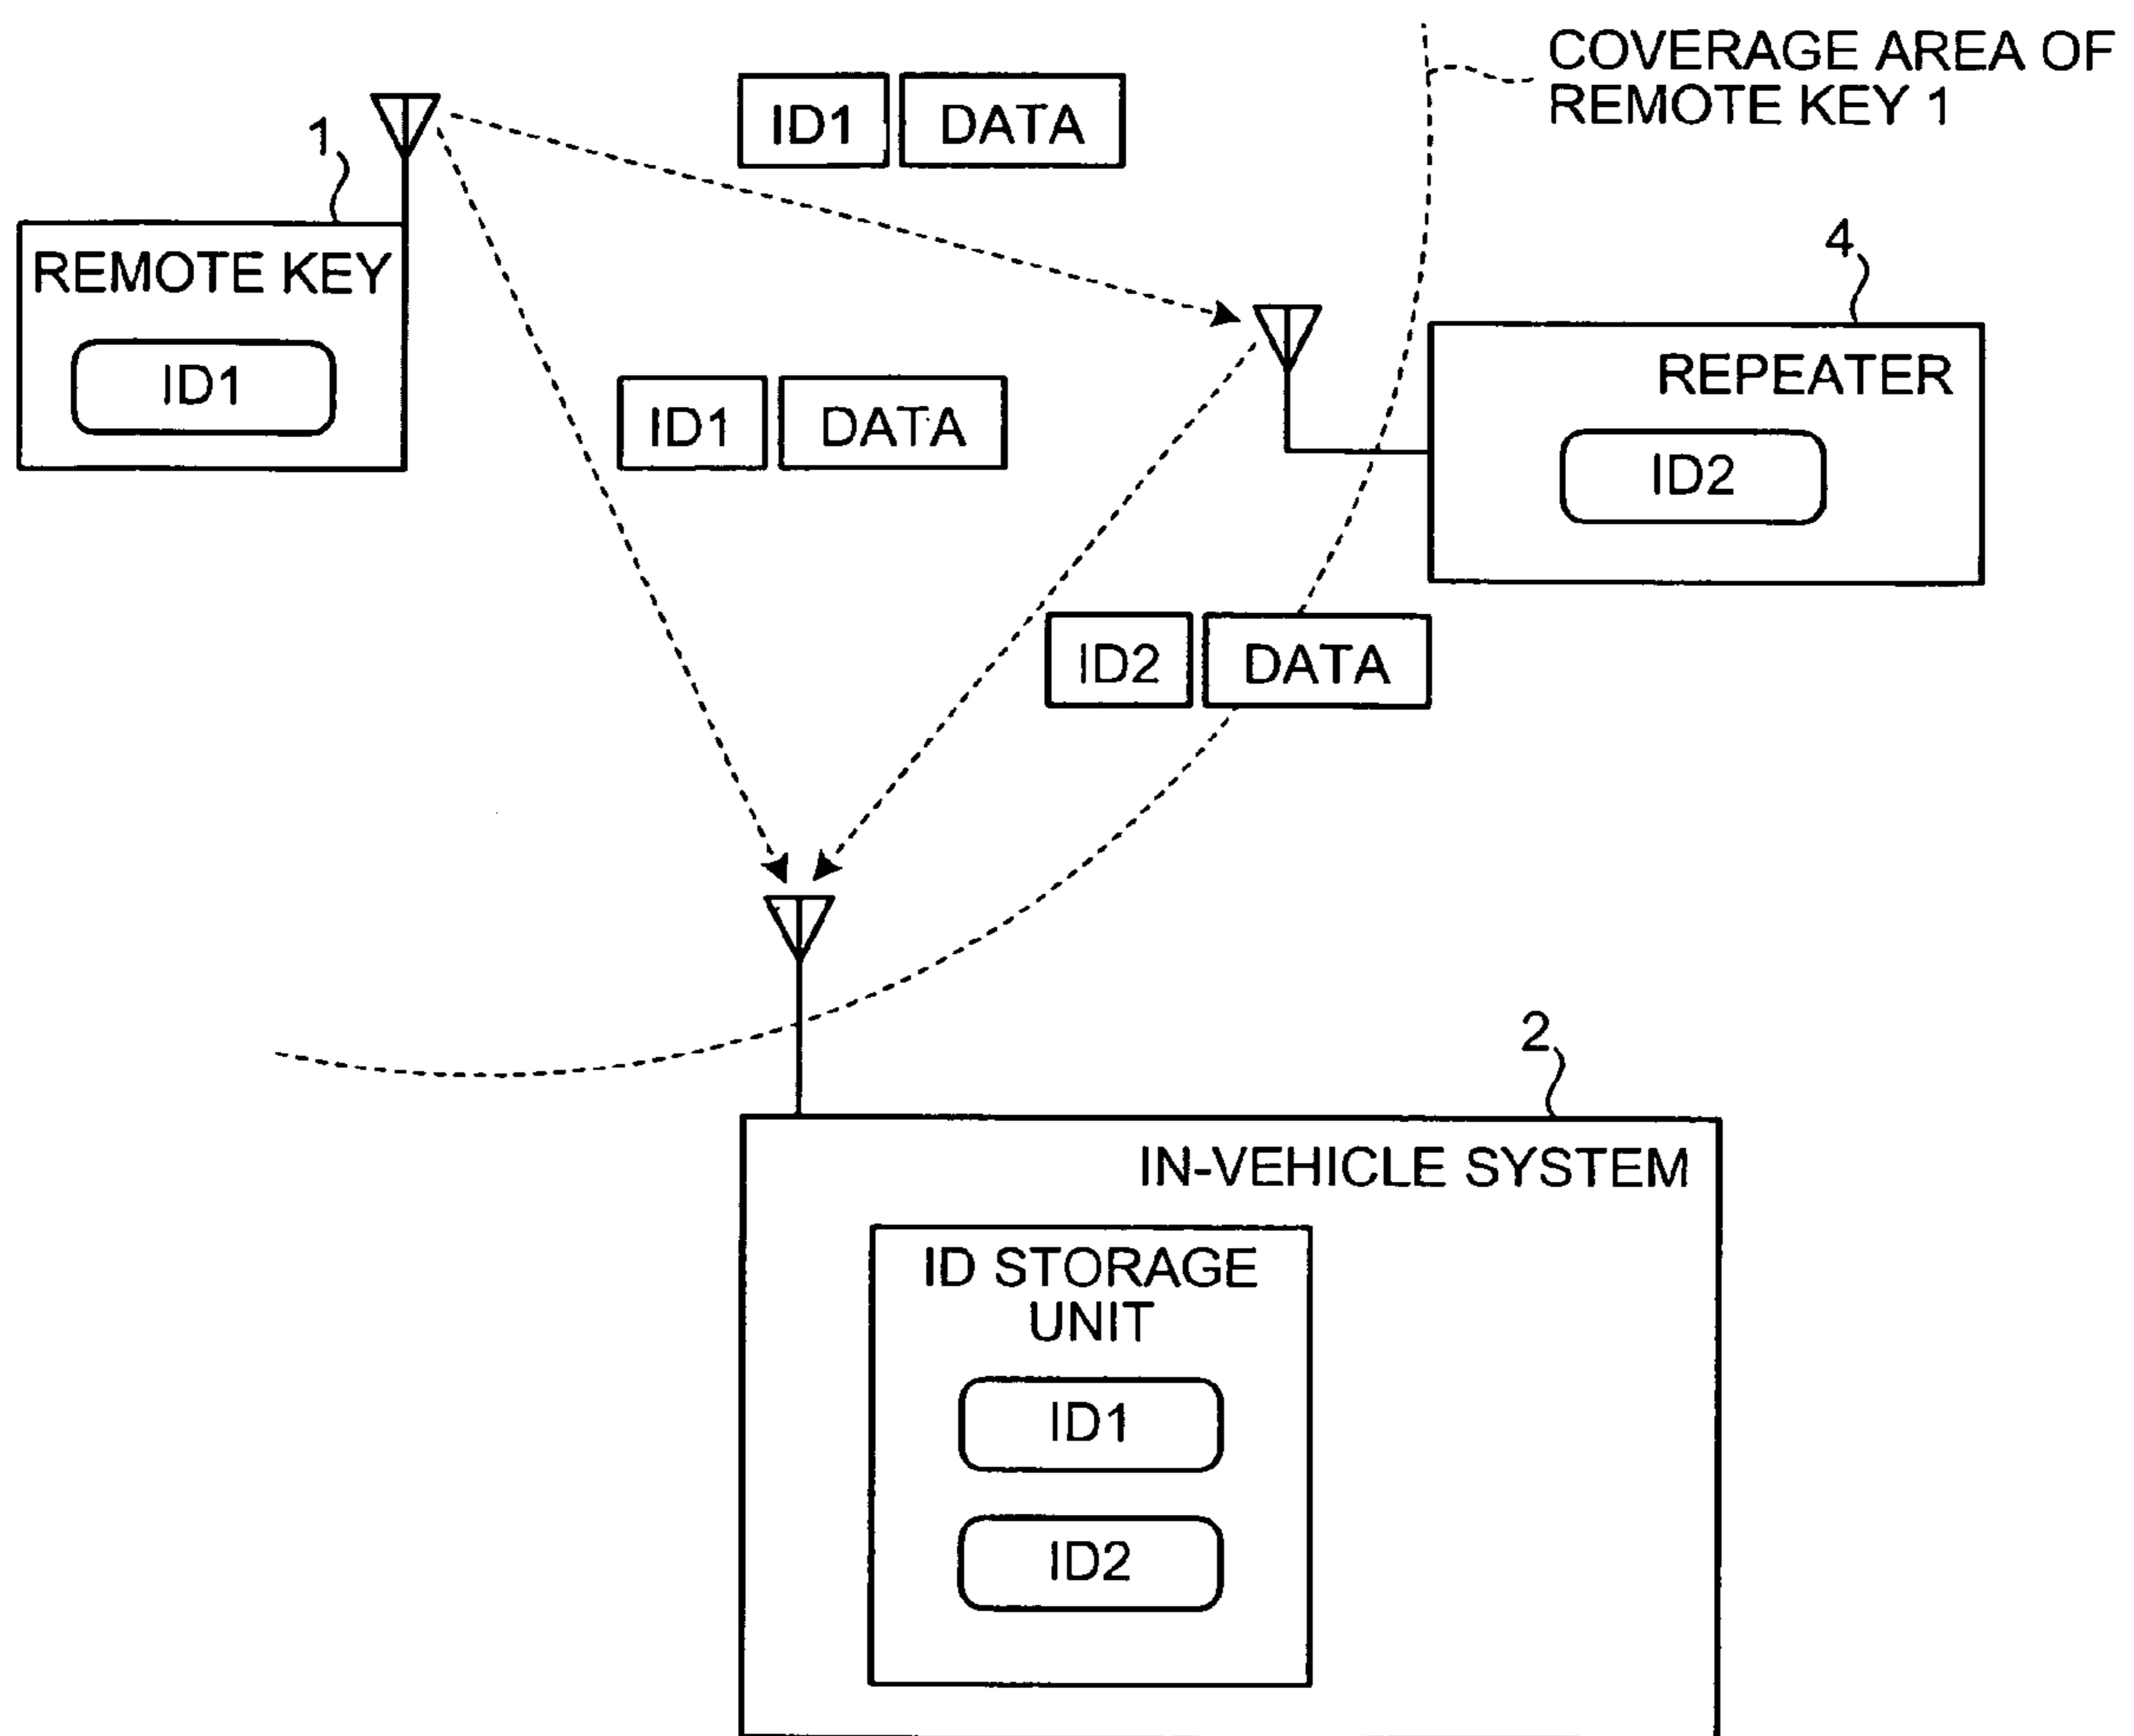 COVERAGE AREA OF
REMOTE KEY 1
ID1 DATA
1
REMOTE KEY
ID1
4
REPEATER
ID2
ID1 DATA
ID2 DATA
2
IN-VEHICLE SYSTEM
ID STORAGE
UNIT
ID1
ID2